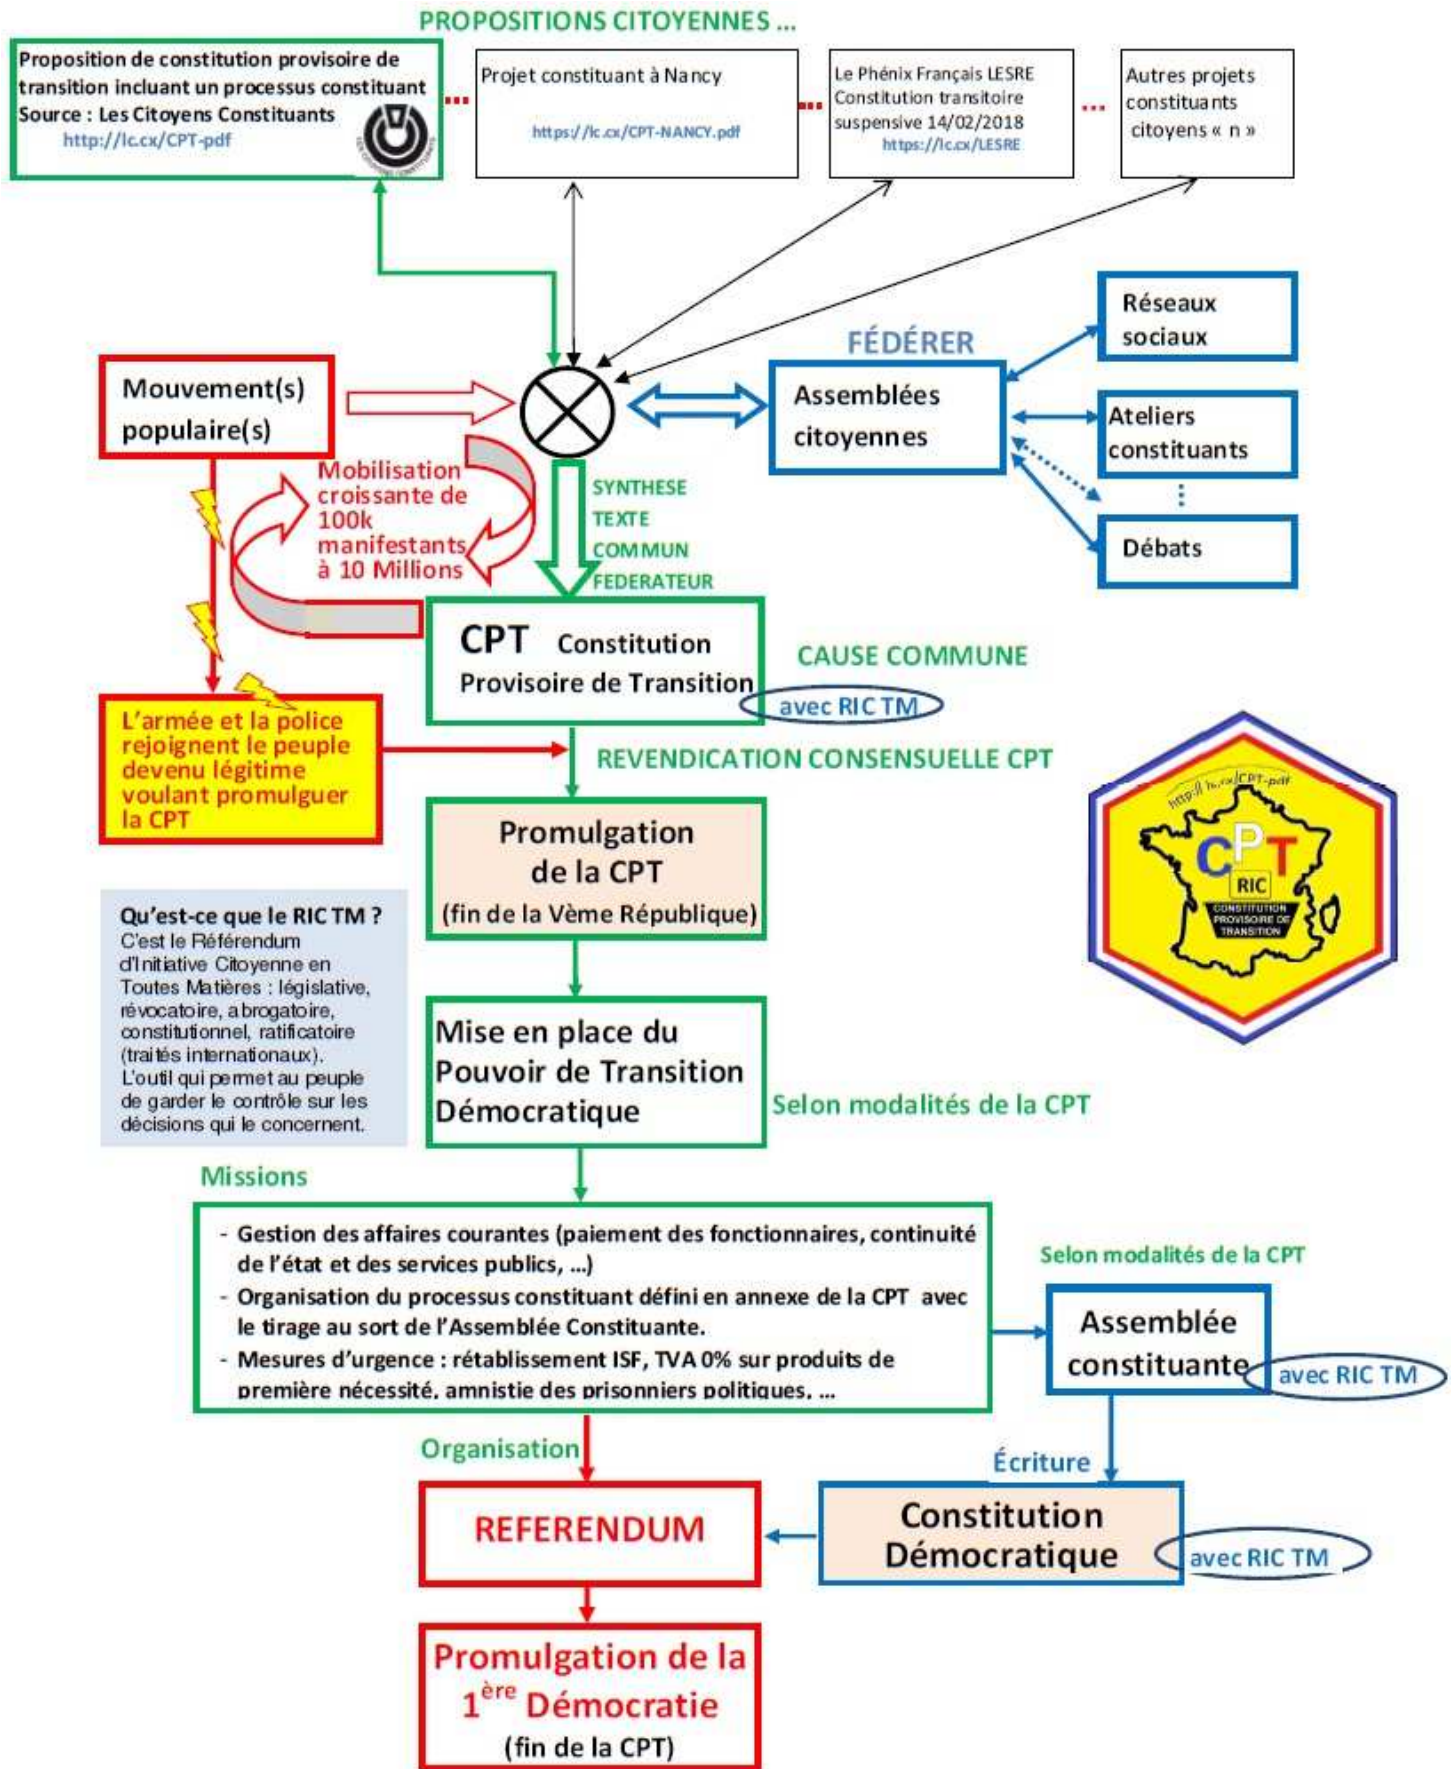 PROPOSITIONS CITOYENNES ...
Proposition de constitution provisoire de
transition incluant un processus constituant
Source : Les Citoyens Constituants
http://lc.cx/CPT-pdf
LES CITOYENS CONSTITUANTS
Projet constituant à Nancy
https://lc.cx/CPT-NANCY.pdf
Le Phénix Français LESRE
Constitution transitoire
suspensive 14/02/2018
https://lc.cx/LESRE
Autres projets
constituants
citoyens « n »
Mouvement(s)
populaire(s)
FÉDÉRER
Assemblées
citoyennes
Réseaux
sociaux
Ateliers
constituants
Débats
Mobilisation
croissante de
100k
manifestants
à 10 Millions
SYNTHESE
TEXTE
COMMUN
FEDERATEUR
CPT Constitution
Provisoire de Transition
avec RIC TM
CAUSE COMMUNE
L'armée et la police
rejoignent le peuple
devenu légitime
voulant promulguer
la CPT
REVENDICATION CONSENSUELLE CPT
Promulgation
de la CPT
(fin de la Vème République)
http://lc.cx/CPT-pdf
CPT
RIC
CONSTITUTION
PROVISOIRE DE
TRANSITION
Qu'est-ce que le RIC TM ?
C'est le Référendum
d'Initiative Citoyenne en
Toutes Matières : législative,
révocatoire, abrogatoire,
constitutionnel, ratificatoire
(traités internationaux).
L'outil qui permet au peuple
de garder le contrôle sur les
décisions qui le concernent.
Mise en place du
Pouvoir de Transition
Démocratique
Selon modalités de la CPT
Missions
- Gestion des affaires courantes (paiement des fonctionnaires, continuité
de l'état et des services publics, ...)
- Organisation du processus constituant défini en annexe de la CPT avec
le tirage au sort de l'Assemblée Constituante.
- Mesures d'urgence : rétablissement ISF, TVA 0% sur produits de
première nécessité, amnistie des prisonniers politiques, ...
Selon modalités de la CPT
Assemblée
constituante
avec RIC TM
Organisation
Écriture
REFERENDUM
Constitution
Démocratique
avec RIC TM
Promulgation de la
1ère Démocratie
(fin de la CPT)